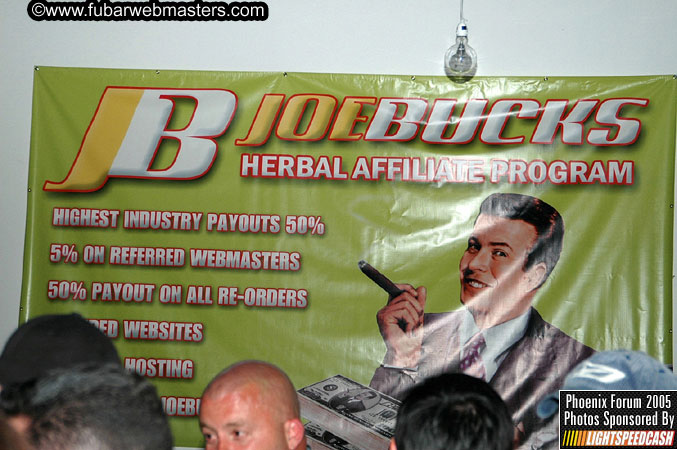 ©www.fubarwebmasters.com
JB JOEBUCKS
HERBAL AFFILIATE PROGRAM
HIGHEST INDUSTRY PAYOUTS 50%
5% ON REFERRED WEBMASTERS
50% PAYOUT ON ALL RE-ORDERS
WEBSITES
HOSTING
Phoenix Forum 2005
Photos Sponsored By
LIGHTSPEEDCASH